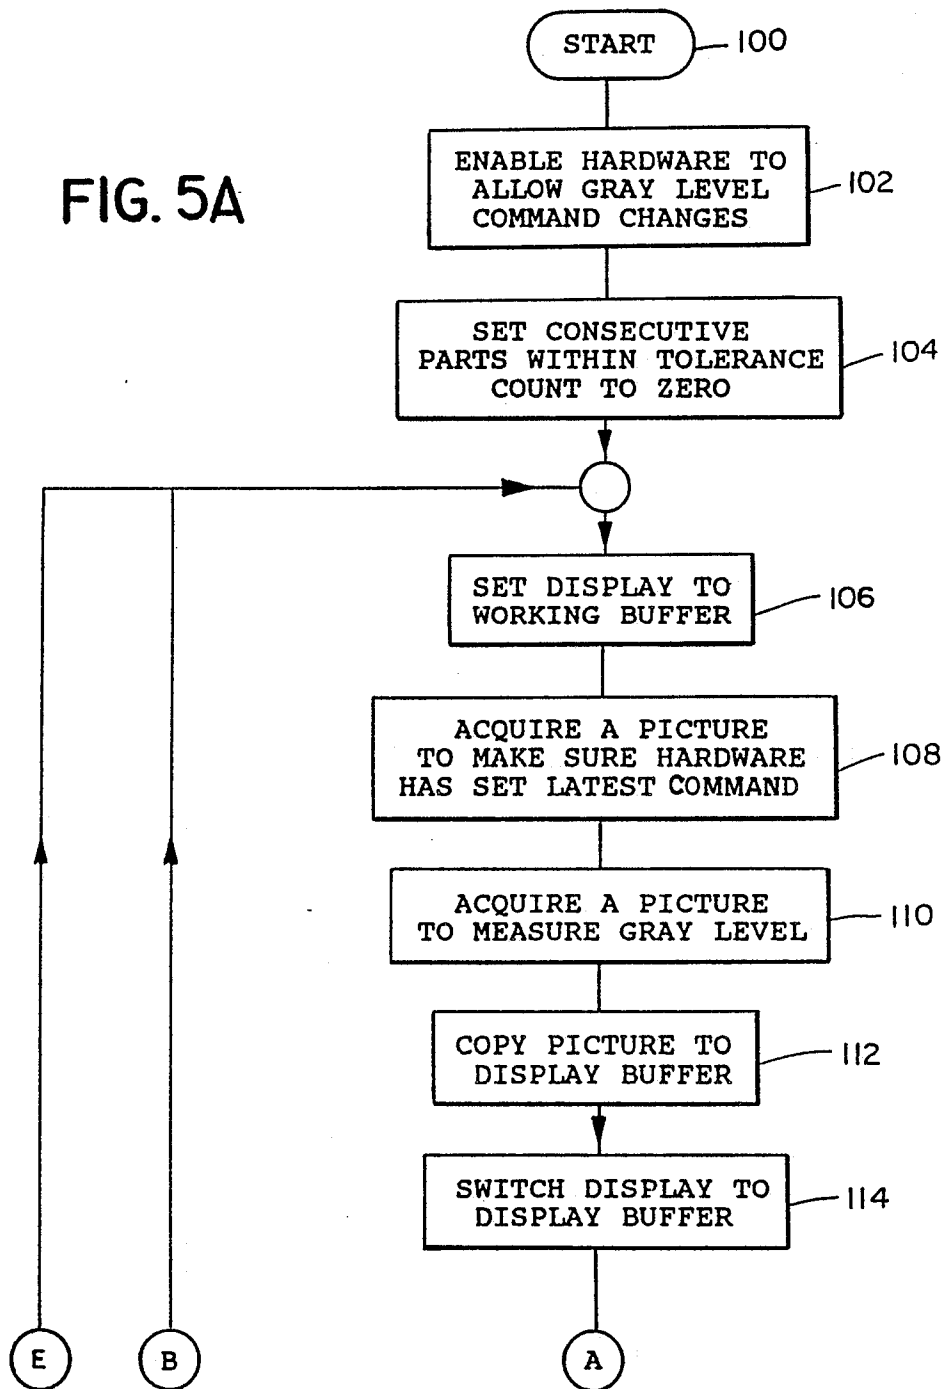 START
100
FIG. 5A
ENABLE HARDWARE TO
ALLOW GRAY LEVEL
COMMAND CHANGES
102
SET CONSECUTIVE
PARTS WITHIN TOLERANCE
COUNT TO ZERO
104
SET DISPLAY TO
WORKING BUFFER
106
ACQUIRE A PICTURE
TO MAKE SURE HARDWARE
HAS SET LATEST COMMAND
108
ACQUIRE A PICTURE
TO MEASURE GRAY LEVEL
110
COPY PICTURE TO
DISPLAY BUFFER
112
SWITCH DISPLAY TO
DISPLAY BUFFER
114
E
B
A